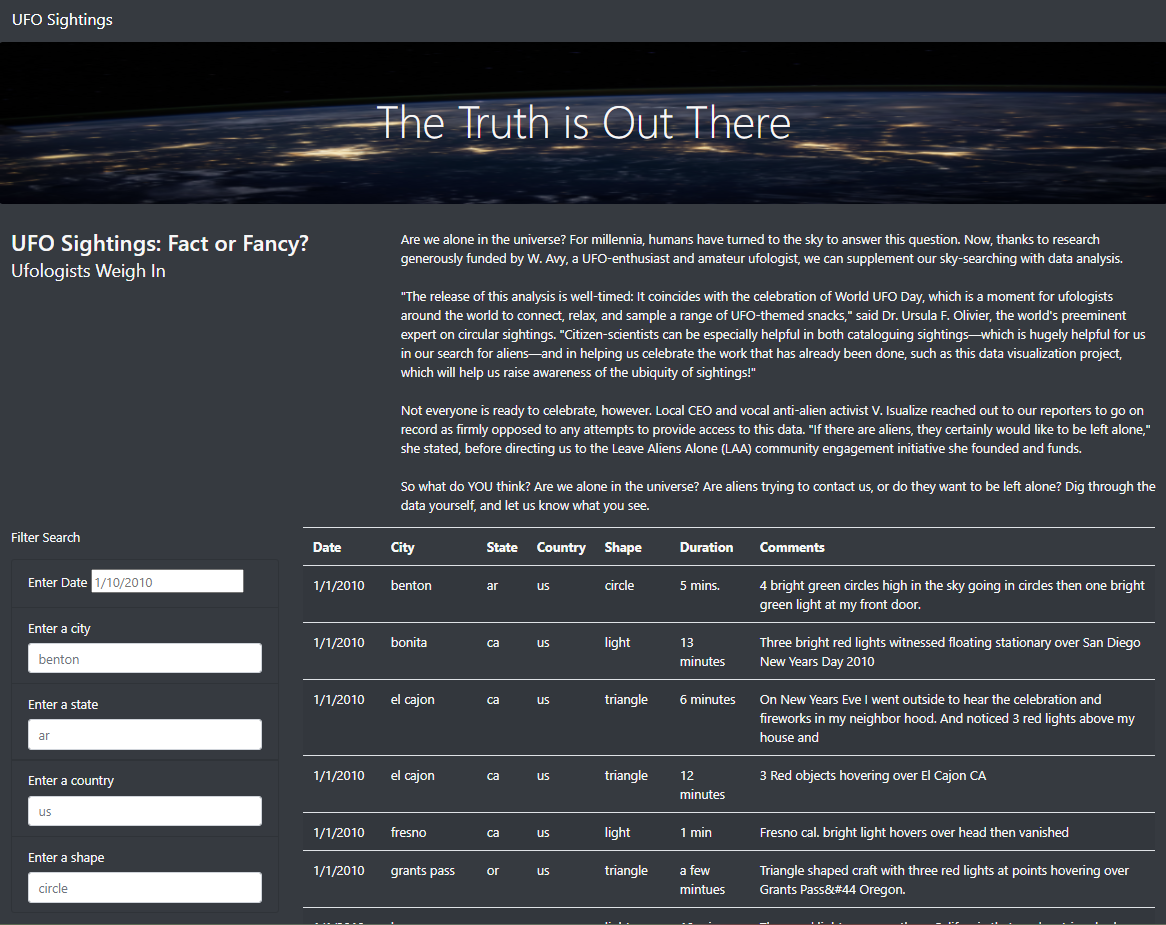 UFO Sightings
The Truth is Out There
UFO Sightings: Fact or Fancy?
Ufologists Weigh In
Are we alone in the universe? For millennia, humans have turned to the sky to answer this question. Now, thanks to research
generously funded by W. Avy, a UFO-enthusiast and amateur ufologist, we can supplement our sky-searching with data analysis.
"The release of this analysis is well-timed: It coincides with the celebration of World UFO Day, which is a moment for ufologists
around the world to connect, relax, and sample a range of UFO-themed snacks," said Dr. Ursula F. Olivier, the world's preeminent
expert on circular sightings. "Citizen-scientists can be especially helpful in both cataloguing sightings—which is hugely helpful for us
in our search for aliens—and in helping us celebrate the work that has already been done, such as this data visualization project,
which will help us raise awareness of the ubiquity of sightings!"
Not everyone is ready to celebrate, however. Local CEO and vocal anti-alien activist V. Isualize reached out to our reporters to go on
record as firmly opposed to any attempts to provide access to this data. "If there are aliens, they certainly would like to be left alone,"
she stated, before directing us to the Leave Aliens Alone (LAA) community engagement initiative she founded and funds.
So what do YOU think? Are we alone in the universe? Are aliens trying to contact us, or do they want to be left alone? Dig through the
data yourself, and let us know what you see.
Filter Search
Enter Date 1/10/2010
Enter a city
benton
Enter a state
ar
Enter a country
us
Enter a shape
circle
Date City State Country Shape Duration Comments
1/1/2010 benton ar us circle 5 mins. 4 bright green circles high in the sky going in circles then one bright
green light at my front door.
1/1/2010 bonita ca us light 13 Three bright red lights witnessed floating stationary over San Diego
minutes New Years Day 2010
1/1/2010 el cajon ca us triangle 6 minutes On New Years Eve I went outside to hear the celebration and
fireworks in my neighbor hood. And noticed 3 red lights above my
house and
1/1/2010 el cajon ca us triangle 12 3 Red objects hovering over El Cajon CA
minutes
1/1/2010 fresno ca us light 1 min Fresno cal. bright light hovers over head then vanished
1/1/2010 grants pass or us triangle a few Triangle shaped craft with three red lights at points hovering over
mintues Grants Pass&#44 Oregon.